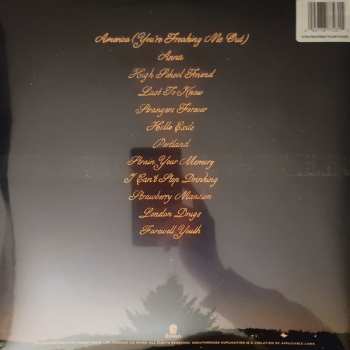 America (You're Freaking Me Out)
Anna
High School Friend
Last To Know
Strangers Forever
Hello Exile
Portland
Strain Your Memory
I Can't Stop Drinking
Strawberry Mansion
London Drugs
Farewell Youth